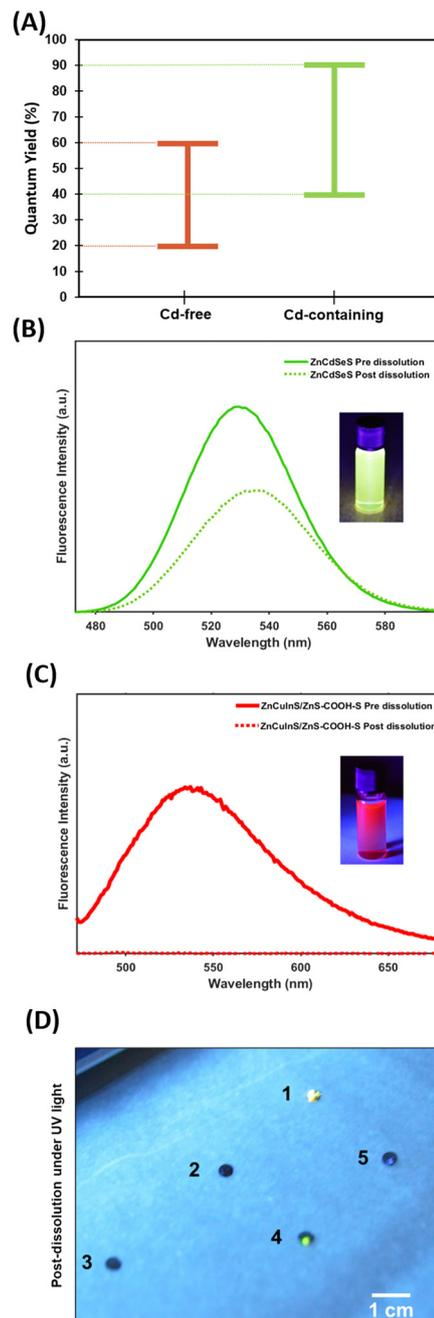 (A)
Quantum Yield (%)
100
90
80
70
60
50
40
30
20
10
0
Cd-free Cd-containing
(B)
Fluorescence Intensity (a.u.)
ZnCdSeS Pre dissolution
ZnCdSeS Post dissolution
480 500 520 540 560 580
Wavelength (nm)
(C)
Fluorescence Intensity (a.u.)
ZnCuInS/ZnS-COOH-S Pre dissolution
ZnCuInS/ZnS-COOH-S Post dissolution
500 550 600 650
Wavelength (nm)
(D)
Post-dissolution under UV light
1
2
5
4
3
1 cm